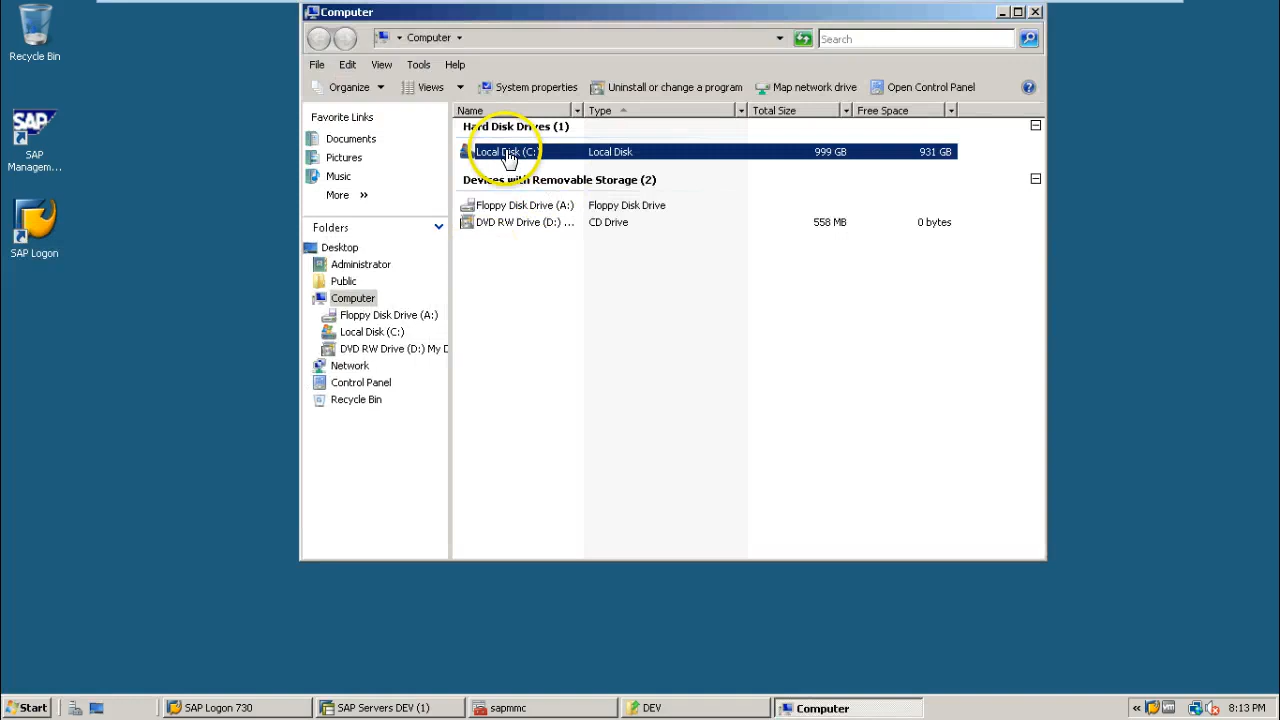 Recycle Bin
SAP
SAP
Managem...
SAP Logon
Computer
Computer
Search
File Edit View Tools Help
Organize Views System properties Uninstall or change a program Map network drive Open Control Panel
Favorite Links
Documents
Pictures
Music
More »
Folders
Desktop
Administrator
Public
Computer
Floppy Disk Drive (A:)
Local Disk (C:)
DVD RW Drive (D:) My D
Network
Control Panel
Recycle Bin
Name Type Total Size Free Space
Hard Disk Drives (1)
Local Disk (C:) Local Disk 999 GB 931 GB
Devices with Removable Storage (2)
Floppy Disk Drive (A:) Floppy Disk Drive
DVD RW Drive (D:) ... CD Drive 558 MB 0 bytes
Start SAP Logon 730 SAP Servers DEV (1) sapmmc DEV Computer « 8:13 PM